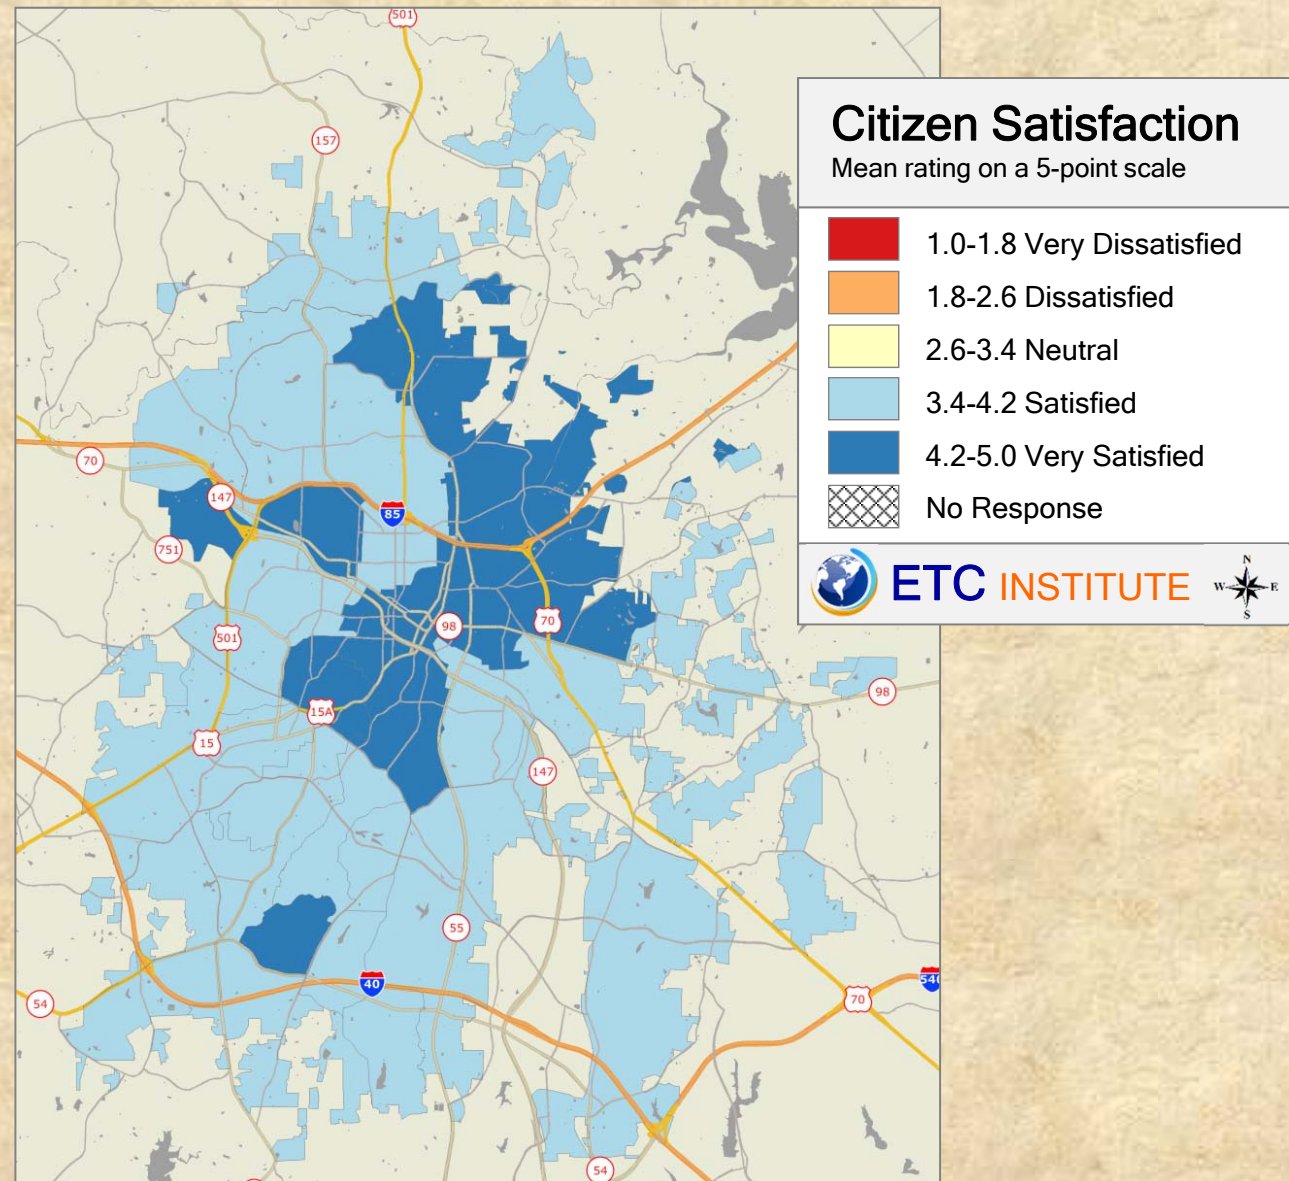 501
157
Citizen Satisfaction
Mean rating on a 5-point scale
1.0-1.8 Very Dissatisfied
1.8-2.6 Dissatisfied
2.6-3.4 Neutral
3.4-4.2 Satisfied
4.2-5.0 Very Satisfied
No Response
ETC INSTITUTE
N
W
E
S
70
147
85
751
501
98
70
98
15A
15
147
55
40
540
54
70
54